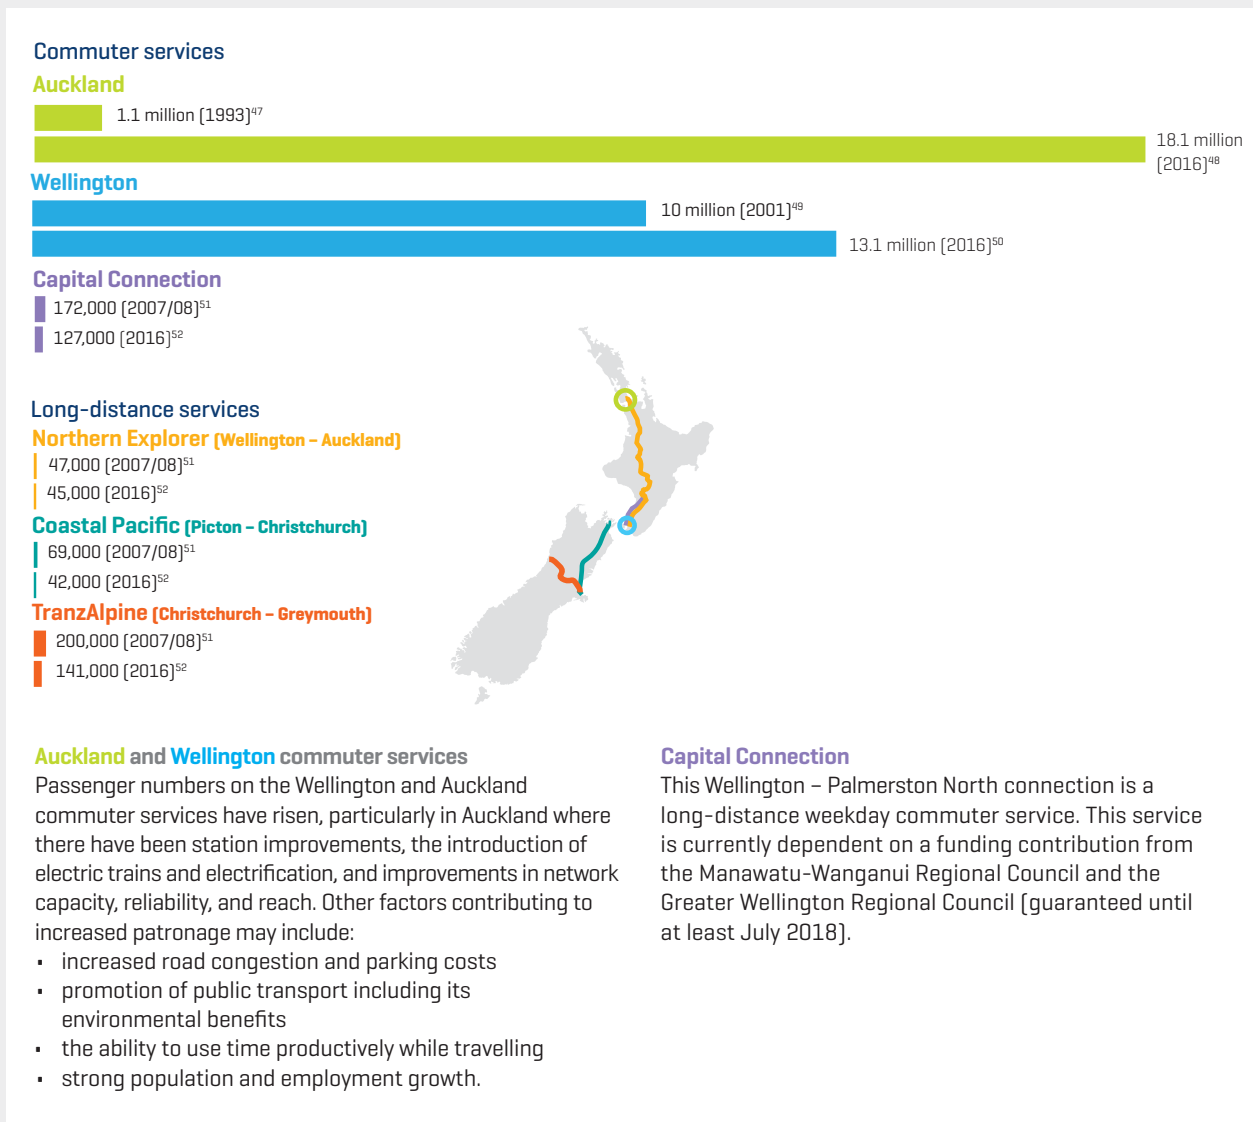 Commuter services
Auckland
1.1 million (1993)47
18.1 million
(2016)48
Wellington
10 million (2001)49
13.1 million (2016)50
Capital Connection
172,000 (2007/08)51
127,000 (2016)52
Long-distance services
Northern Explorer (Wellington – Auckland)
47,000 (2007/08)51
45,000 (2016)52
Coastal Pacific (Picton – Christchurch)
69,000 (2007/08)51
42,000 (2016)52
TranzAlpine (Christchurch – Greymouth)
200,000 (2007/08)51
141,000 (2016)52
Auckland and Wellington commuter services
Passenger numbers on the Wellington and Auckland
commuter services have risen, particularly in Auckland where
there have been station improvements, the introduction of
electric trains and electrification, and improvements in network
capacity, reliability, and reach. Other factors contributing to
increased patronage may include:
• increased road congestion and parking costs
• promotion of public transport including its
environmental benefits
• the ability to use time productively while travelling
• strong population and employment growth.
Capital Connection
This Wellington – Palmerston North connection is a
long-distance weekday commuter service. This service
is currently dependent on a funding contribution from
the Manawatu-Wanganui Regional Council and the
Greater Wellington Regional Council (guaranteed until
at least July 2018).